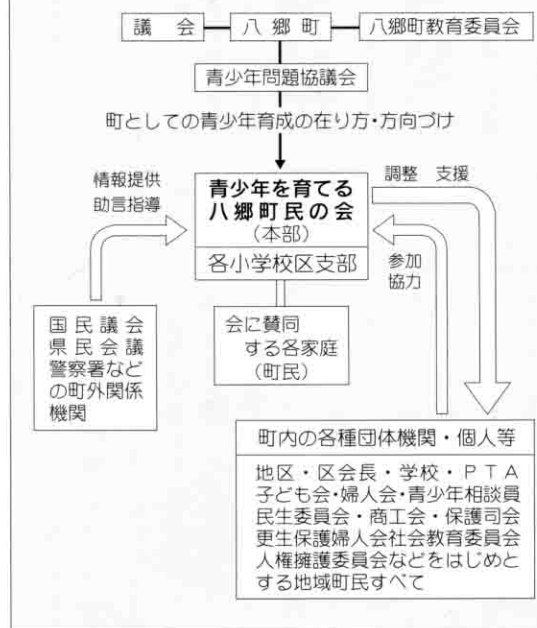 議会
八郷町
八郷町教育委員会
青少年問題協議会
町としての青少年育成の在り方・方向づけ
情報提供
助言指導
青少年を育てる
八郷町民の会
(本部)
各小学校区支部
調整 支援
参加
協力
国民議会
県民会議
警察署など
の町外関係
機関
会に賛同
する各家庭
(町民)
町内の各種団体機関・個人等
地区・区会長・学校・PTA
子ども会・婦人会・青少年相談員
民生委員会・商工会・保護司会
更生保護婦人会社会教育委員会
人権擁護委員会などをはじめと
する地域町民すべて